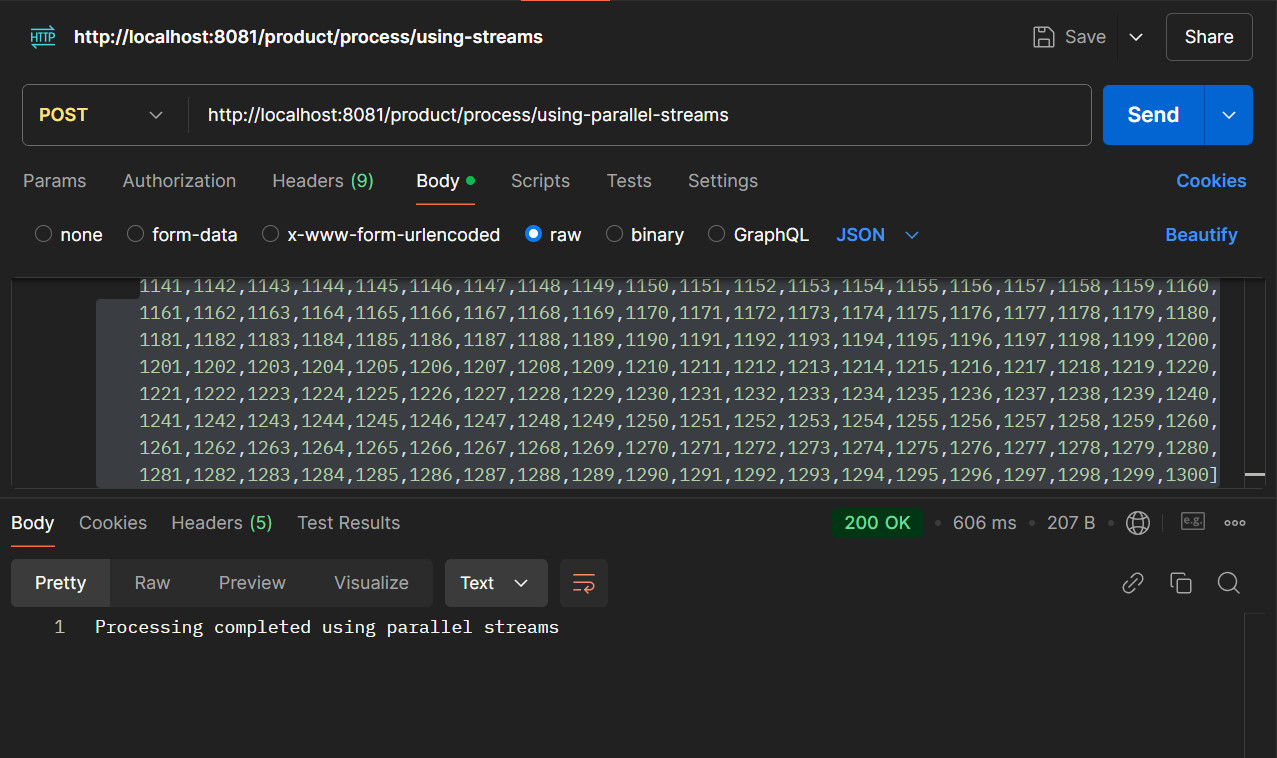 HTTP http://localhost:8081/product/process/using-streams Save Share
POST http://localhost:8081/product/process/using-parallel-streams Send
Params Authorization Headers (9) Body Scripts Tests Settings Cookies
none form-data x-www-form-urlencoded raw binary GraphQL JSON Beautify
1141,1142,1143,1144,1145,1146,1147,1148,1149,1150,1151,1152,1153,1154,1155,1156,1157,1158,1159,1160,
1161,1162,1163,1164,1165,1166,1167,1168,1169,1170,1171,1172,1173,1174,1175,1176,1177,1178,1179,1180,
1181,1182,1183,1184,1185,1186,1187,1188,1189,1190,1191,1192,1193,1194,1195,1196,1197,1198,1199,1200,
1201,1202,1203,1204,1205,1206,1207,1208,1209,1210,1211,1212,1213,1214,1215,1216,1217,1218,1219,1220,
1221,1222,1223,1224,1225,1226,1227,1228,1229,1230,1231,1232,1233,1234,1235,1236,1237,1238,1239,1240,
1241,1242,1243,1244,1245,1246,1247,1248,1249,1250,1251,1252,1253,1254,1255,1256,1257,1258,1259,1260,
1261,1262,1263,1264,1265,1266,1267,1268,1269,1270,1271,1272,1273,1274,1275,1276,1277,1278,1279,1280,
1281,1282,1283,1284,1285,1286,1287,1288,1289,1290,1291,1292,1293,1294,1295,1296,1297,1298,1299,1300]
Body Cookies Headers (5) Test Results 200 OK • 606 ms • 207 B • e.g.
Pretty Raw Preview Visualize Text
1 Processing completed using parallel streams